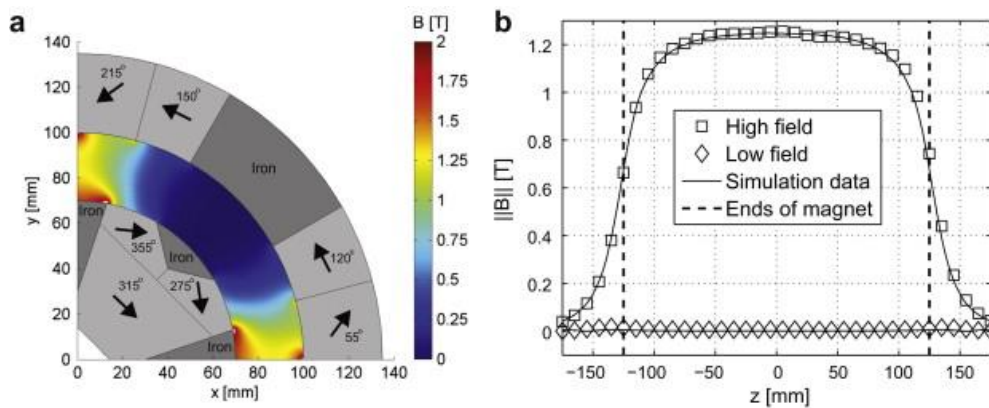 a
B [T]
140
120
100
80
60
40
20
0
y [mm]
0 20 40 60 80 100 120 140
x [mm]
215°
150°
Iron
120°
55°
Iron
355°
Iron
275°
315°
Iron
2
1.75
1.5
1.25
1
0.75
0.5
0.25
0
b
||B|| [T]
1.2
1
0.8
0.6
0.4
0.2
0
High field
Low field
Simulation data
Ends of magnet
−150 −100 −50 0 50 100 150
z [mm]